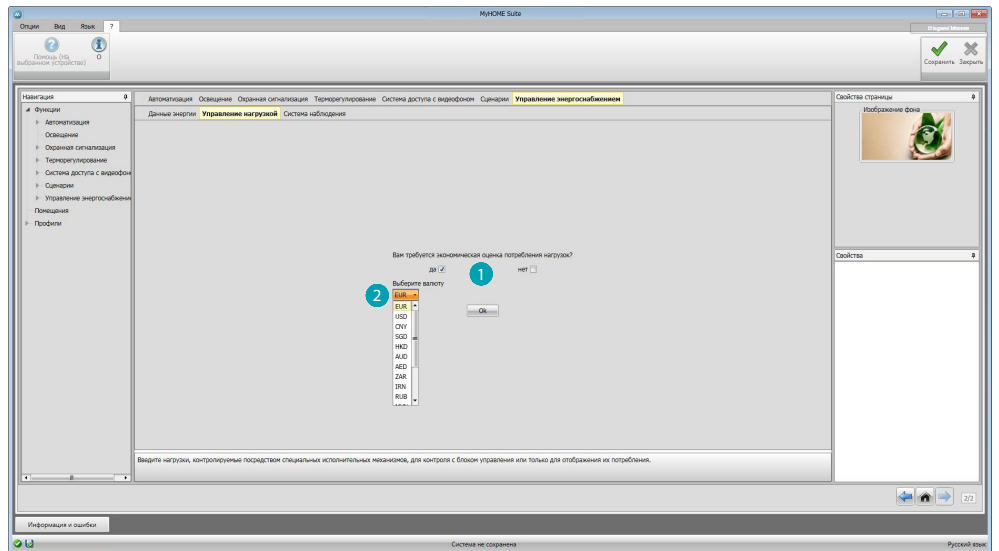 MyHOME Suite
Опции Вид Язык ?
Помощь (На выбранном устройстве)
О
Сохранить Закрыть
Навигация
Функции
Автоматизация
Освещение
Охранная сигнализация
Терморегулирование
Система доступа с видеофон
Сценарии
Управление энергоснабжение
Помещения
Профили
Автоматизация Освещение Охранная сигнализация Терморегулирование Система доступа с видеофоном Сценарии Управление энергоснабжением
Данные энергии Управление нагрузкой Система наблюдения
Вам требуется экономическая оценка потребления нагрузок?
да нет
1
Выберите валюту
2
EUR
EUR
USD
CNY
SGD
HKD
AUD
AED
ZAR
IRN
RUB
Ok
Введите нагрузки, контролируемые посредством специальных исполнительных механизмов, для контроля с блоком управления или только для отображения их потребления.
Свойства страницы
Изображение фона
Свойства
2/2
Информация и ошибки
Система не сохранена
Русский язык